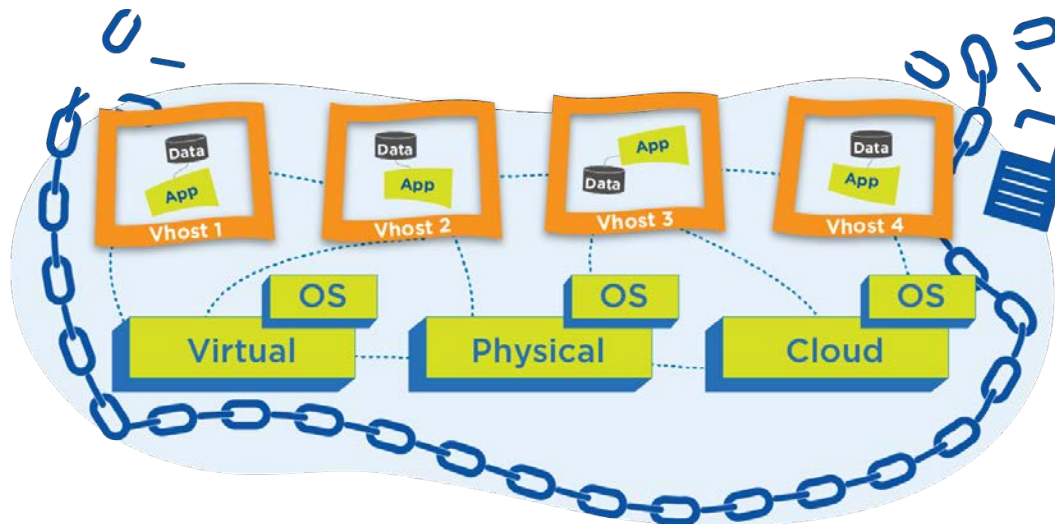 Data
App
Vhost 1
Data
App
Vhost 2
App
Data
Vhost 3
Data
App
Vhost 4
OS
Virtual
OS
Physical
OS
Cloud